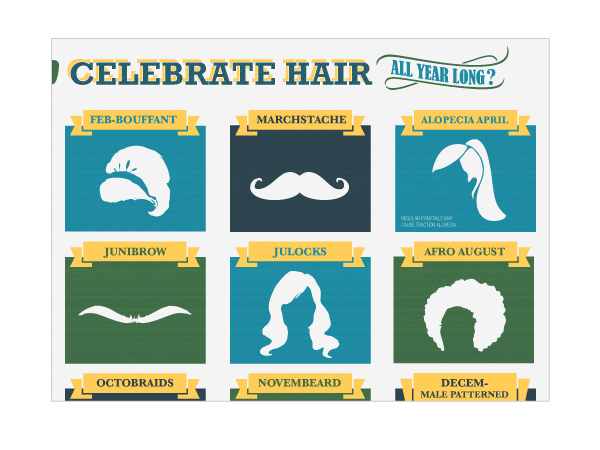 CELEBRATE HAIR ALL YEAR LONG?
FEB-BOUFFANT
MARCHSTACHE
ALOPECIA APRIL
REGULAR PONYTAILS MAY
CAUSE TRACTION ALOPECIA
JUNIBROW
JULOCKS
AFRO AUGUST
OCTOBRAIDS
NOVEMBEARD
DECEM-
MALE PATTERNED